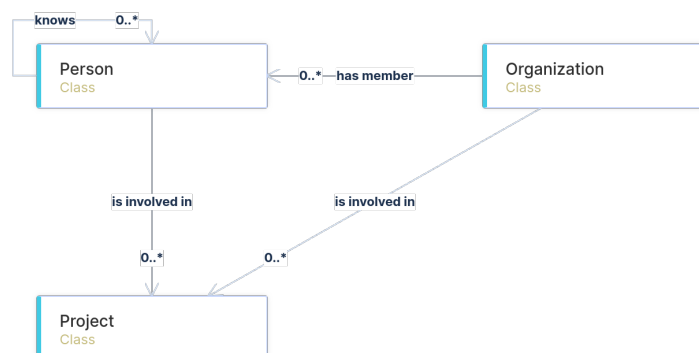 knows
0..*
Person
Class
0..*
has member
Organization
Class
is involved in
is involved in
0..*
0..*
Project
Class